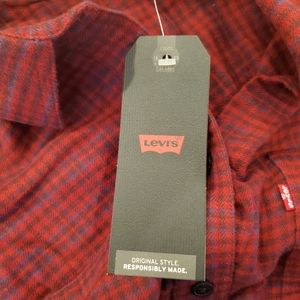 LEVI'S
ORIGINAL STYLE.
RESPONSIBLY MADE.